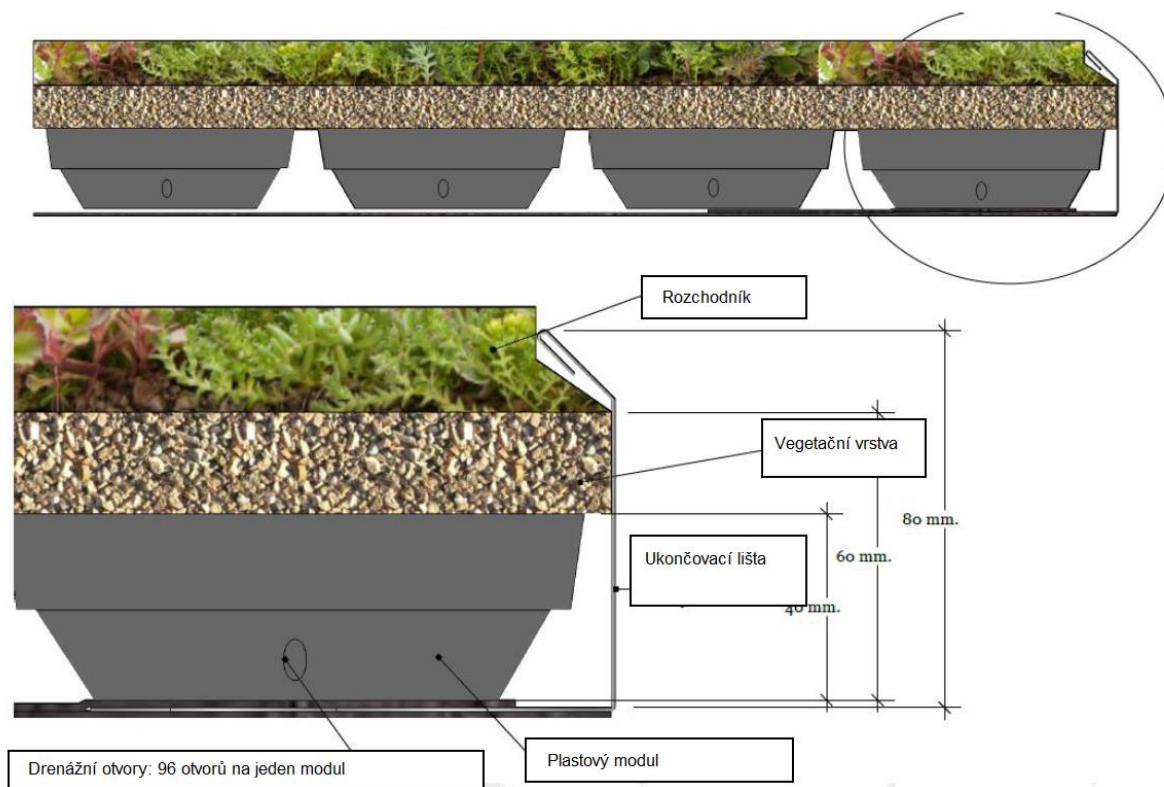 Rozchodník
Vegetační vrstva
80 mm.
60 mm.
Ukončovací lišta
40 mm.
Plastový modul
Drenážní otvory: 96 otvorů na jeden modul